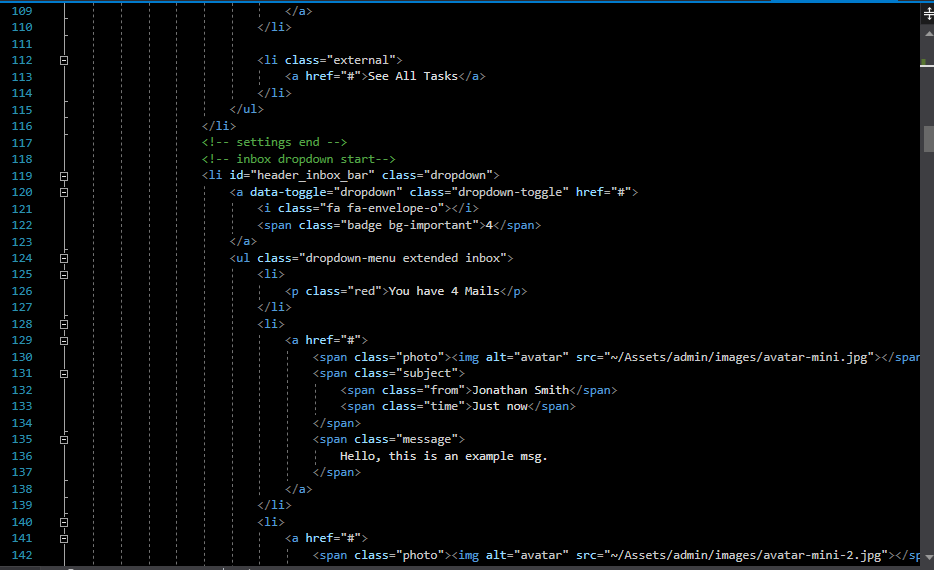 109 </a>
110 </li>
111
112 <li class="external">
113 <a href="#">See All Tasks</a>
114 </li>
115 </ul>
116 </li>
117 <!-- settings end -->
118 <!-- inbox dropdown start-->
119 <li id="header_inbox_bar" class="dropdown">
120 <a data-toggle="dropdown" class="dropdown-toggle" href="#">
121 <i class="fa fa-envelope-o"></i>
122 <span class="badge bg-important">4</span>
123 </a>
124 <ul class="dropdown-menu extended inbox">
125 <li>
126 <p class="red">You have 4 Mails</p>
127 </li>
128 <li>
129 <a href="#">
130 <span class="photo"><img alt="avatar" src="~/Assets/admin/images/avatar-mini.jpg"></span
131 <span class="subject">
132 <span class="from">Jonathan Smith</span>
133 <span class="time">Just now</span>
134 </span>
135 <span class="message">
136 Hello, this is an example msg.
137 </span>
138 </a>
139 </li>
140 <li>
141 <a href="#">
142 <span class="photo"><img alt="avatar" src="~/Assets/admin/images/avatar-mini-2.jpg"></sp